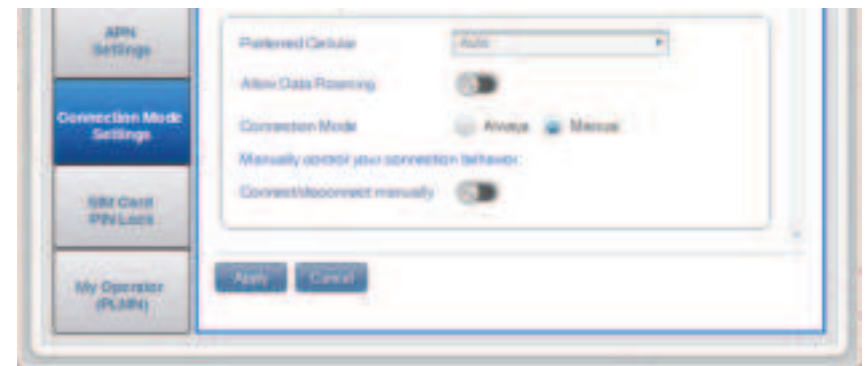 APN
Settings
Connection Mode
Settings
SIM Card
PIN Lock
My Operator
(PLMN)
Preferred Cellular
Auto
Allow Data Roaming
Connection Mode
Always
Manual
Manually control your connection behavior:
Connect/disconnect manually
Apply
Cancel